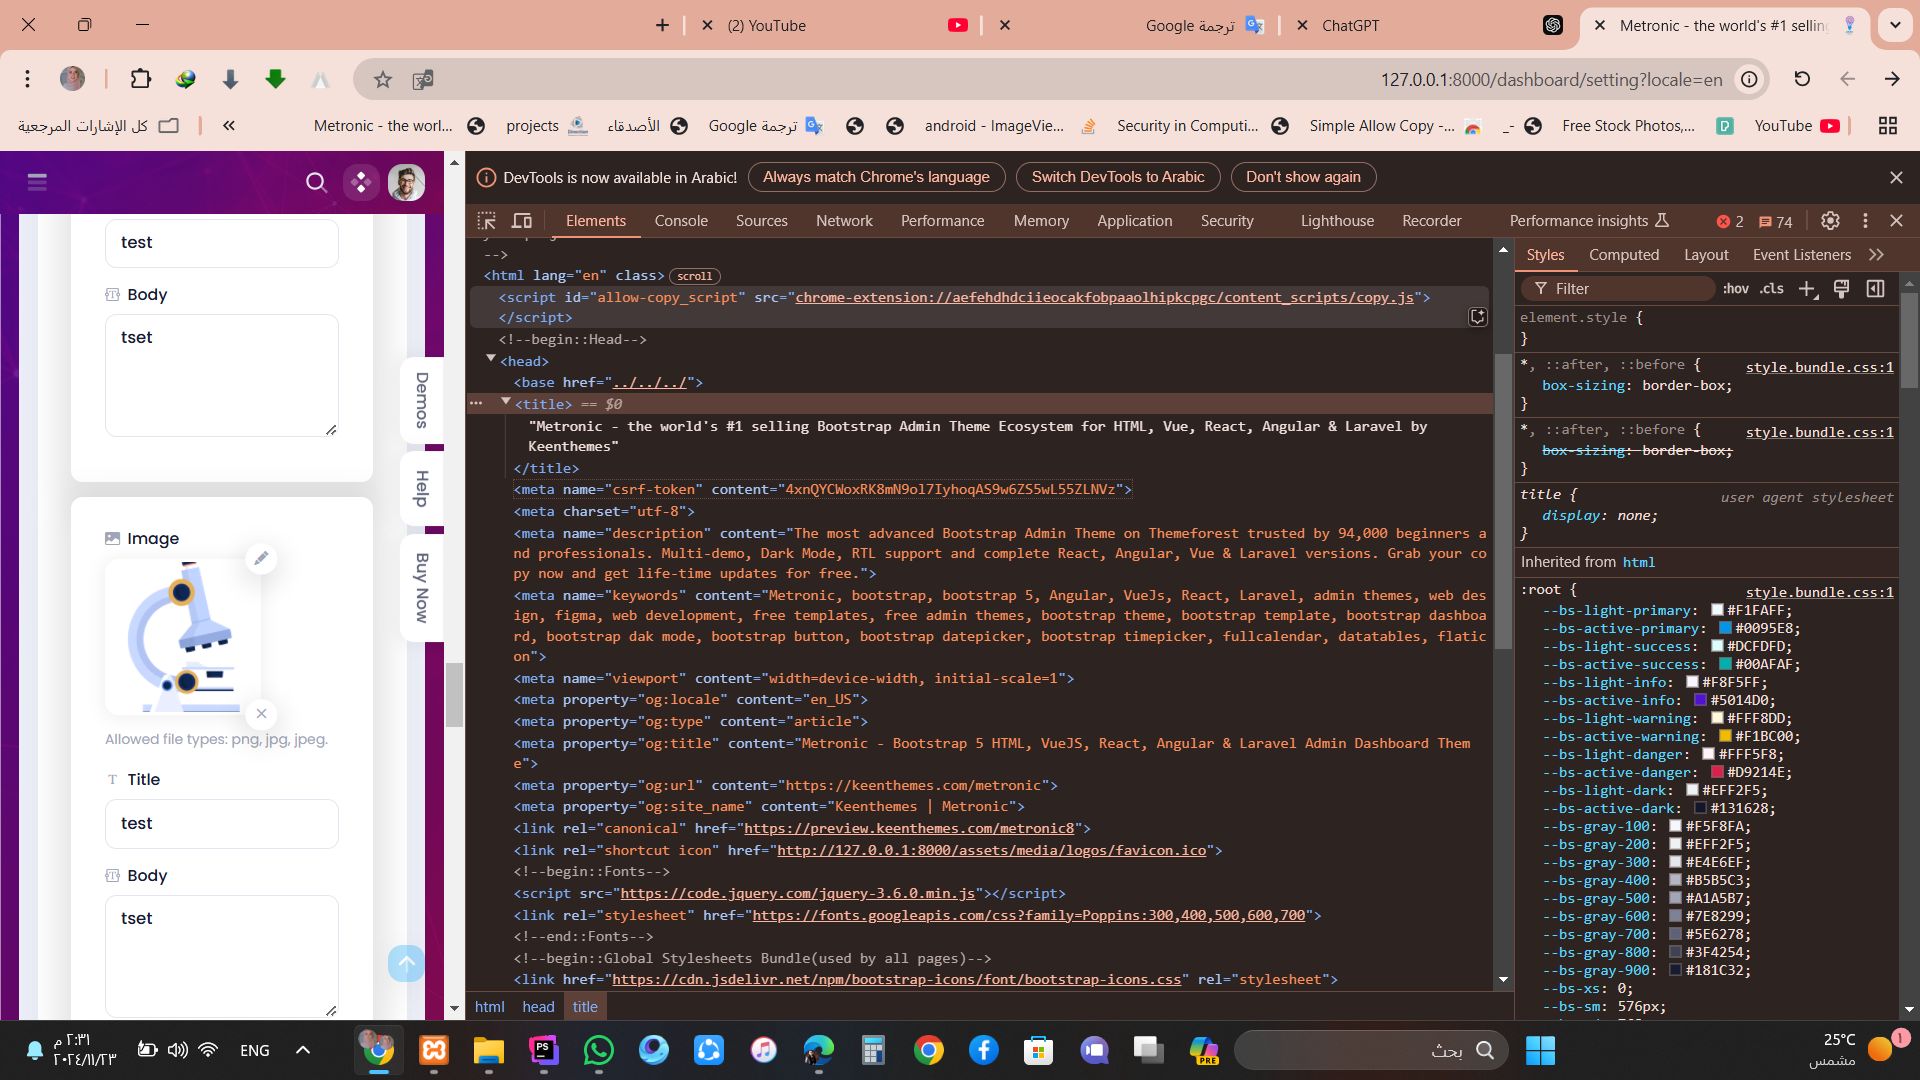 (2) YouTube
ترجمة Google
ChatGPT
Metronic - the world's #1 selling
127.0.0.1:8000/dashboard/setting?locale=en
كل الإشارات المرجعية
«
Metronic - the worl...
projects
الأصدقاء
ترجمة Google
android - ImageVie...
Security in Computi...
Simple Allow Copy -...
_-
Free Stock Photos,...
YouTube
test
Body
tset
Demos
Help
Buy Now
Image
Allowed file types: png, jpg, jpeg.
Title
test
Body
tset
DevTools is now available in Arabic!
Always match Chrome's language
Switch DevTools to Arabic
Don't show again
Elements
Console
Sources
Network
Performance
Memory
Application
Security
Lighthouse
Recorder
Performance insights
2
74
-->
<html lang="en" class> scroll
<script id="allow-copy_script" src="chrome-extension://aefehdhdciieocakfobpaaolhipkcpgc/content_scripts/copy.js">
</script>
<!--begin::Head-->
<head>
<base href="../../../">
<title> == $0
"Metronic - the world's #1 selling Bootstrap Admin Theme Ecosystem for HTML, Vue, React, Angular & Laravel by
Keenthemes"
</title>
<meta name="csrf-token" content="4xnQYCWoxRK8mN9ol7IyhoqAS9w6ZS5wL55ZLNVz">
<meta charset="utf-8">
<meta name="description" content="The most advanced Bootstrap Admin Theme on Themeforest trusted by 94,000 beginners a
nd professionals. Multi-demo, Dark Mode, RTL support and complete React, Angular, Vue & Laravel versions. Grab your co
py now and get life-time updates for free.">
<meta name="keywords" content="Metronic, bootstrap, bootstrap 5, Angular, VueJs, React, Laravel, admin themes, web des
ign, figma, web development, free templates, free admin themes, bootstrap theme, bootstrap template, bootstrap dashboa
rd, bootstrap dak mode, bootstrap button, bootstrap datepicker, bootstrap timepicker, fullcalendar, datatables, flatic
on">
<meta name="viewport" content="width=device-width, initial-scale=1">
<meta property="og:locale" content="en_US">
<meta property="og:type" content="article">
<meta property="og:title" content="Metronic - Bootstrap 5 HTML, VueJS, React, Angular & Laravel Admin Dashboard Them
e">
<meta property="og:url" content="https://keenthemes.com/metronic">
<meta property="og:site_name" content="Keenthemes | Metronic">
<link rel="canonical" href="https://preview.keenthemes.com/metronic8">
<link rel="shortcut icon" href="http://127.0.0.1:8000/assets/media/logos/favicon.ico">
<!--begin::Fonts-->
<script src="https://code.jquery.com/jquery-3.6.0.min.js"></script>
<link rel="stylesheet" href="https://fonts.googleapis.com/css?family=Poppins:300,400,500,600,700">
<!--end::Fonts-->
<!--begin::Global Stylesheets Bundle(used by all pages)-->
<link href="https://cdn.jsdelivr.net/npm/bootstrap-icons/font/bootstrap-icons.css" rel="stylesheet">
html head title
Styles
Computed
Layout
Event Listeners
Filter
:hov .cls
element.style {
}
*, ::after, ::before { style.bundle.css:1
box-sizing: border-box;
}
*, ::after, ::before { style.bundle.css:1
box-sizing: border-box;
}
title { user agent stylesheet
display: none;
}
Inherited from html
:root { style.bundle.css:1
--bs-light-primary: #F1FAFF;
--bs-active-primary: #0095E8;
--bs-light-success: #DCFDFD;
--bs-active-success: #00AFAF;
--bs-light-info: #F8F5FF;
--bs-active-info: #5014D0;
--bs-light-warning: #FFF8DD;
--bs-active-warning: #F1BC00;
--bs-light-danger: #FFF5F8;
--bs-active-danger: #D9214E;
--bs-light-dark: #EFF2F5;
--bs-active-dark: #131628;
--bs-gray-100: #F5F8FA;
--bs-gray-200: #EFF2F5;
--bs-gray-300: #E4E6EF;
--bs-gray-400: #B5B5C3;
--bs-gray-500: #A1A5B7;
--bs-gray-600: #7E8299;
--bs-gray-700: #5E6278;
--bs-gray-800: #3F4254;
--bs-gray-900: #181C32;
--bs-xs: 0;
--bs-sm: 576px;
٢:٣١ م
٢٠٢٤/١١/٢٣
ENG
PS
PRE
بحث
25°C
مشمس
١